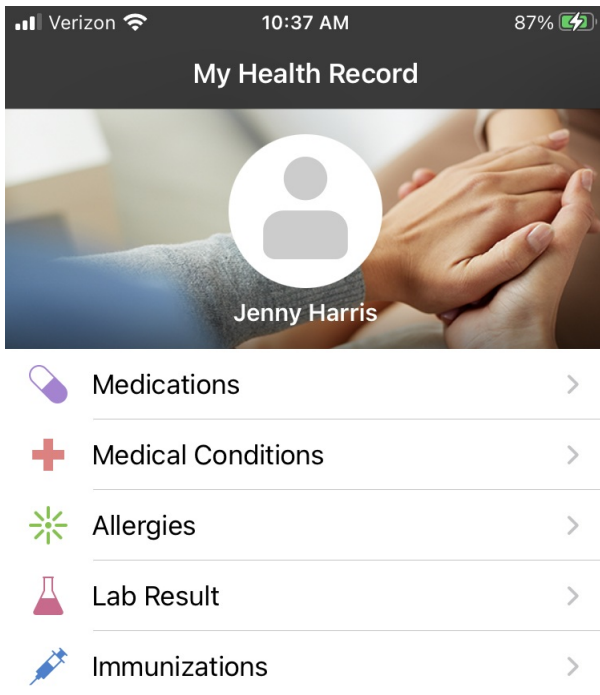 Verizon 10:37 AM 87%
My Health Record
Jenny Harris
Medications
Medical Conditions
Allergies
Lab Result
Immunizations